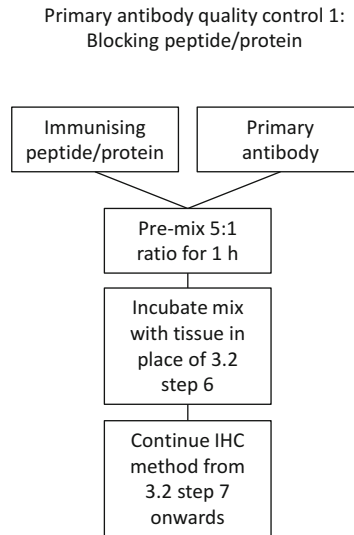 Primary antibody quality control 1:
Blocking peptide/protein
Immunising
peptide/protein
Primary
antibody
Pre-mix 5:1
ratio for 1 h
Incubate mix
with tissue in
place of 3.2
step 6
Continue IHC
method from
3.2 step 7
onwards